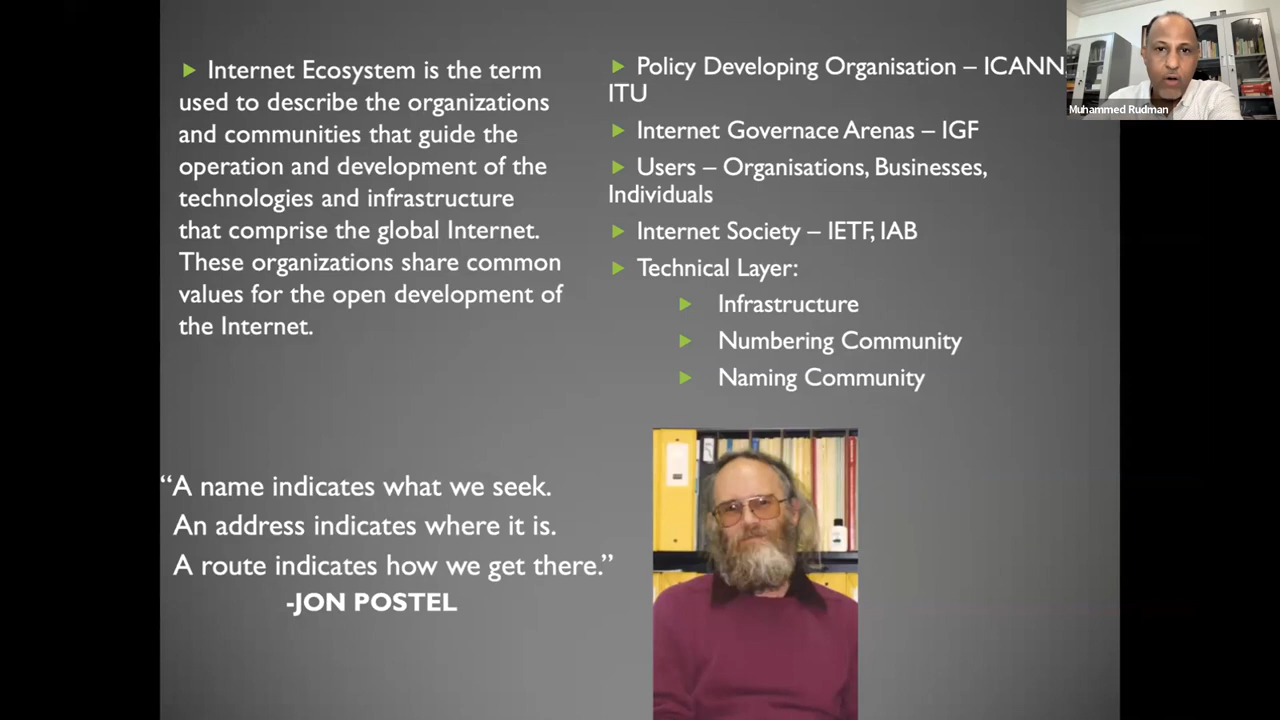 Internet Ecosystem is the term
used to describe the organizations
and communities that guide the
operation and development of the
technologies and infrastructure
that comprise the global Internet.
These organizations share common
values for the open development of
the Internet.
Policy Developing Organisation – ICANN
ITU
Internet Governace Arenas – IGF
Users – Organisations, Businesses,
Individuals
Internet Society – IETF, IAB
Technical Layer:
Infrastructure
Numbering Community
Naming Community
“A name indicates what we seek.
An address indicates where it is.
A route indicates how we get there.”
-JON POSTEL
Muhammed Rudman